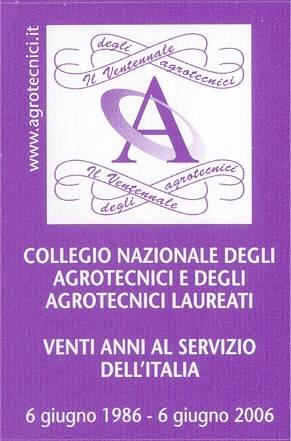 www.agrotecnici.it
degli
Il Ventennale agrotecnici
A
Il Ventennale agrotecnici
degli
COLLEGIO NAZIONALE DEGLI
AGROTECNICI E DEGLI
AGROTECNICI LAUREATI
VENTI ANNI AL SERVIZIO
DELL'ITALIA
6 giugno 1986 - 6 giugno 2006